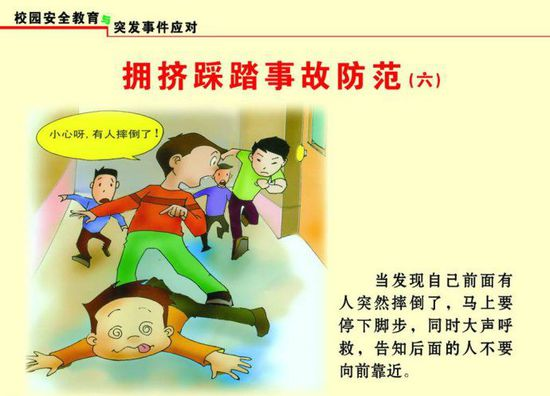 校园安全教育与突发事件应对
拥挤踩踏事故防范(六)
小心呀,有人摔倒了!
当发现自己前面有
人突然摔倒了，马上要
停下脚步，同时大声呼
救，告知后面的人不要
向前靠近。